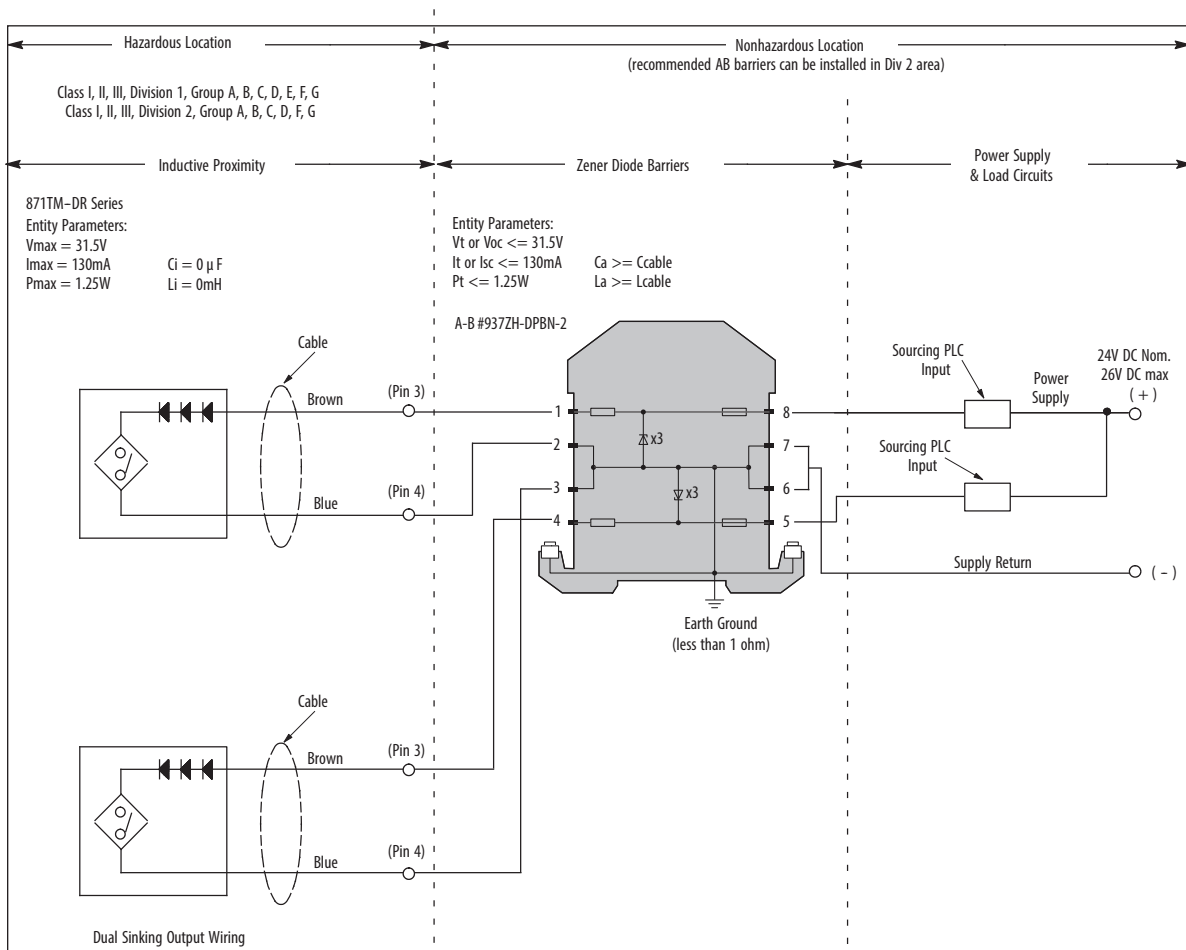 Hazardous Location
Nonhazardous Location
(recommended AB barriers can be installed in Div 2 area)
Class I, II, III, Division 1, Group A, B, C, D, E, F, G
Class I, II, III, Division 2, Group A, B, C, D, F, G
Inductive Proximity
Zener Diode Barriers
Power Supply
& Load Circuits
871TM-DR Series
Entity Parameters:
Vmax = 31.5V
Imax = 130mA
Ci = 0 µ F
Pmax = 1.25W
Li = 0mH
Entity Parameters:
Vt or Voc <= 31.5V
It or Isc <= 130mA
Ca >= Ccable
Pt <= 1.25W
La >= Lcable
A-B #937ZH-DPBN-2
Cable
Brown
(Pin 3)
Blue
(Pin 4)
1
2
3
4
x3
x3
8
7
6
5
Sourcing PLC
Input
Power
Supply
24V DC Nom.
26V DC max
( + )
Sourcing PLC
Input
Supply Return
( - )
Earth Ground
(less than 1 ohm)
Cable
Brown
(Pin 3)
Blue
(Pin 4)
Dual Sinking Output Wiring